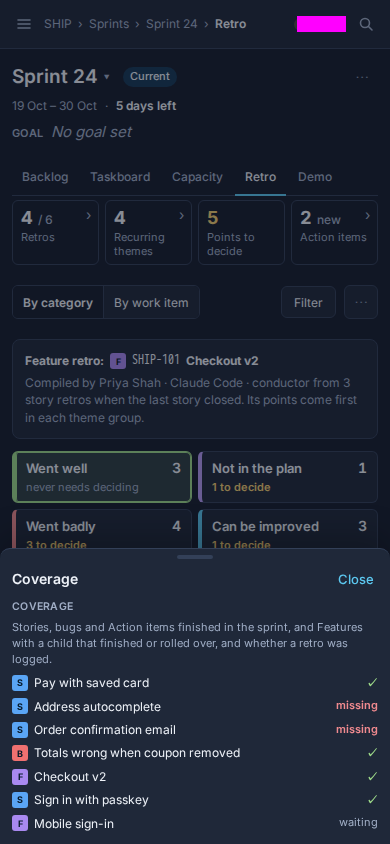 SHIP › Sprints › Sprint 24 › Retro
Sprint 24 ▾ Current ...
19 Oct – 30 Oct · 5 days left
GOAL No goal set
Backlog Taskboard Capacity Retro Demo
4 / 6 › 4 › 5 2 new ›
Retros Recurring themes Points to decide Action items
By category By work item Filter ...
Feature retro: F SHIP-101 Checkout v2
Compiled by Priya Shah · Claude Code · conductor from 3
story retros when the last story closed. Its points come first
in each theme group.
Went well 3 Not in the plan 1
never needs deciding 1 to decide
Went badly 4 Can be improved 3
3 to decide 1 to decide
Coverage Close
COVERAGE
Stories, bugs and Action items finished in the sprint, and Features
with a child that finished or rolled over, and whether a retro was
logged.
S Pay with saved card ✓
S Address autocomplete missing
S Order confirmation email missing
B Totals wrong when coupon removed ✓
F Checkout v2 ✓
S Sign in with passkey ✓
F Mobile sign-in waiting